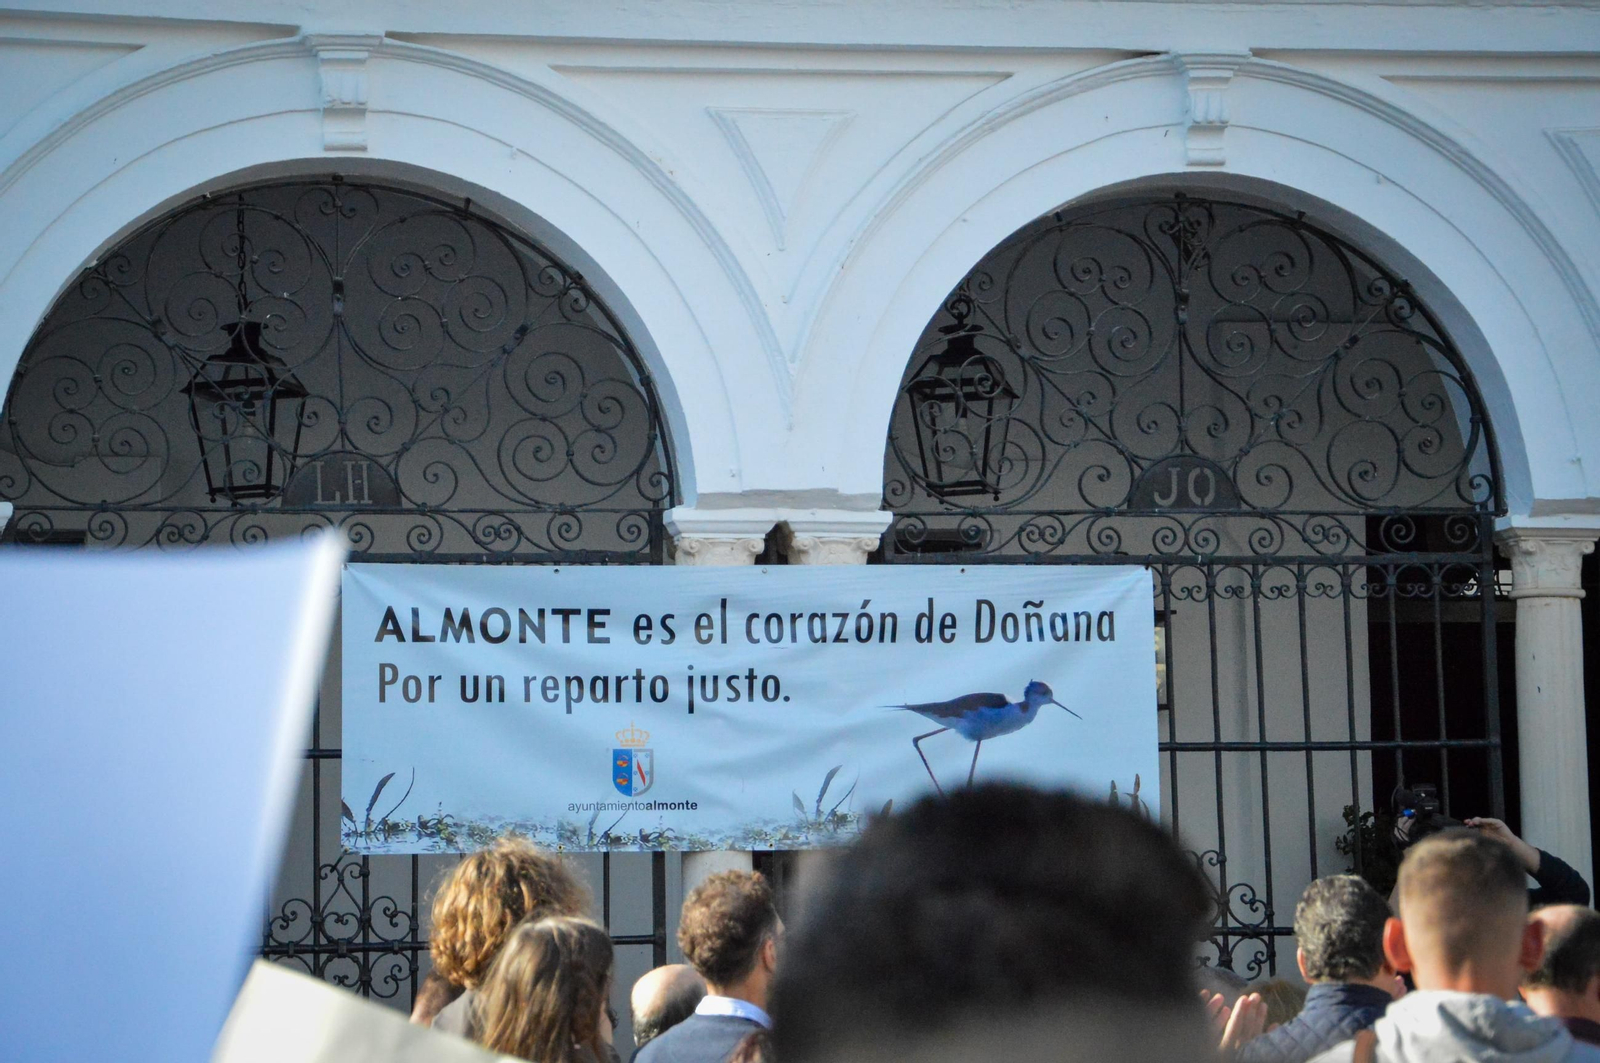 LH
JO
ALMONTE es el corazón de Doñana
Por un reparto justo.
ayuntamientoalmonte